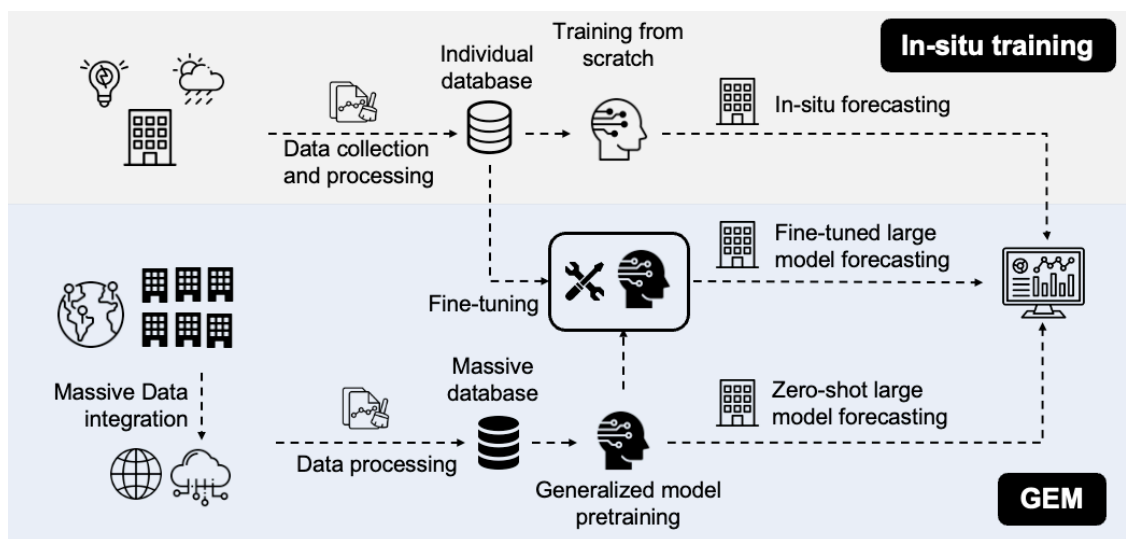 In-situ training
Individual
database
Training from
scratch
In-situ forecasting
Data collection
and processing
Fine-tuning
Fine-tuned large
model forecasting
Massive Data
integration
Data processing
Massive
database
Generalized model
pretraining
Zero-shot large
model forecasting
GEM